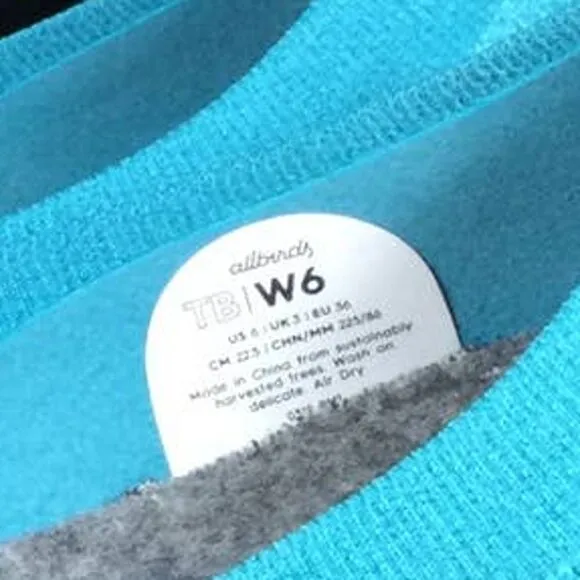 allbirds
TB | W6
US 6 | UK 3 | EU 36
CM 22.5 | CHN/MM 225/86
Made in China from sustainably
harvested trees. Wash on
delicate. Air Dry